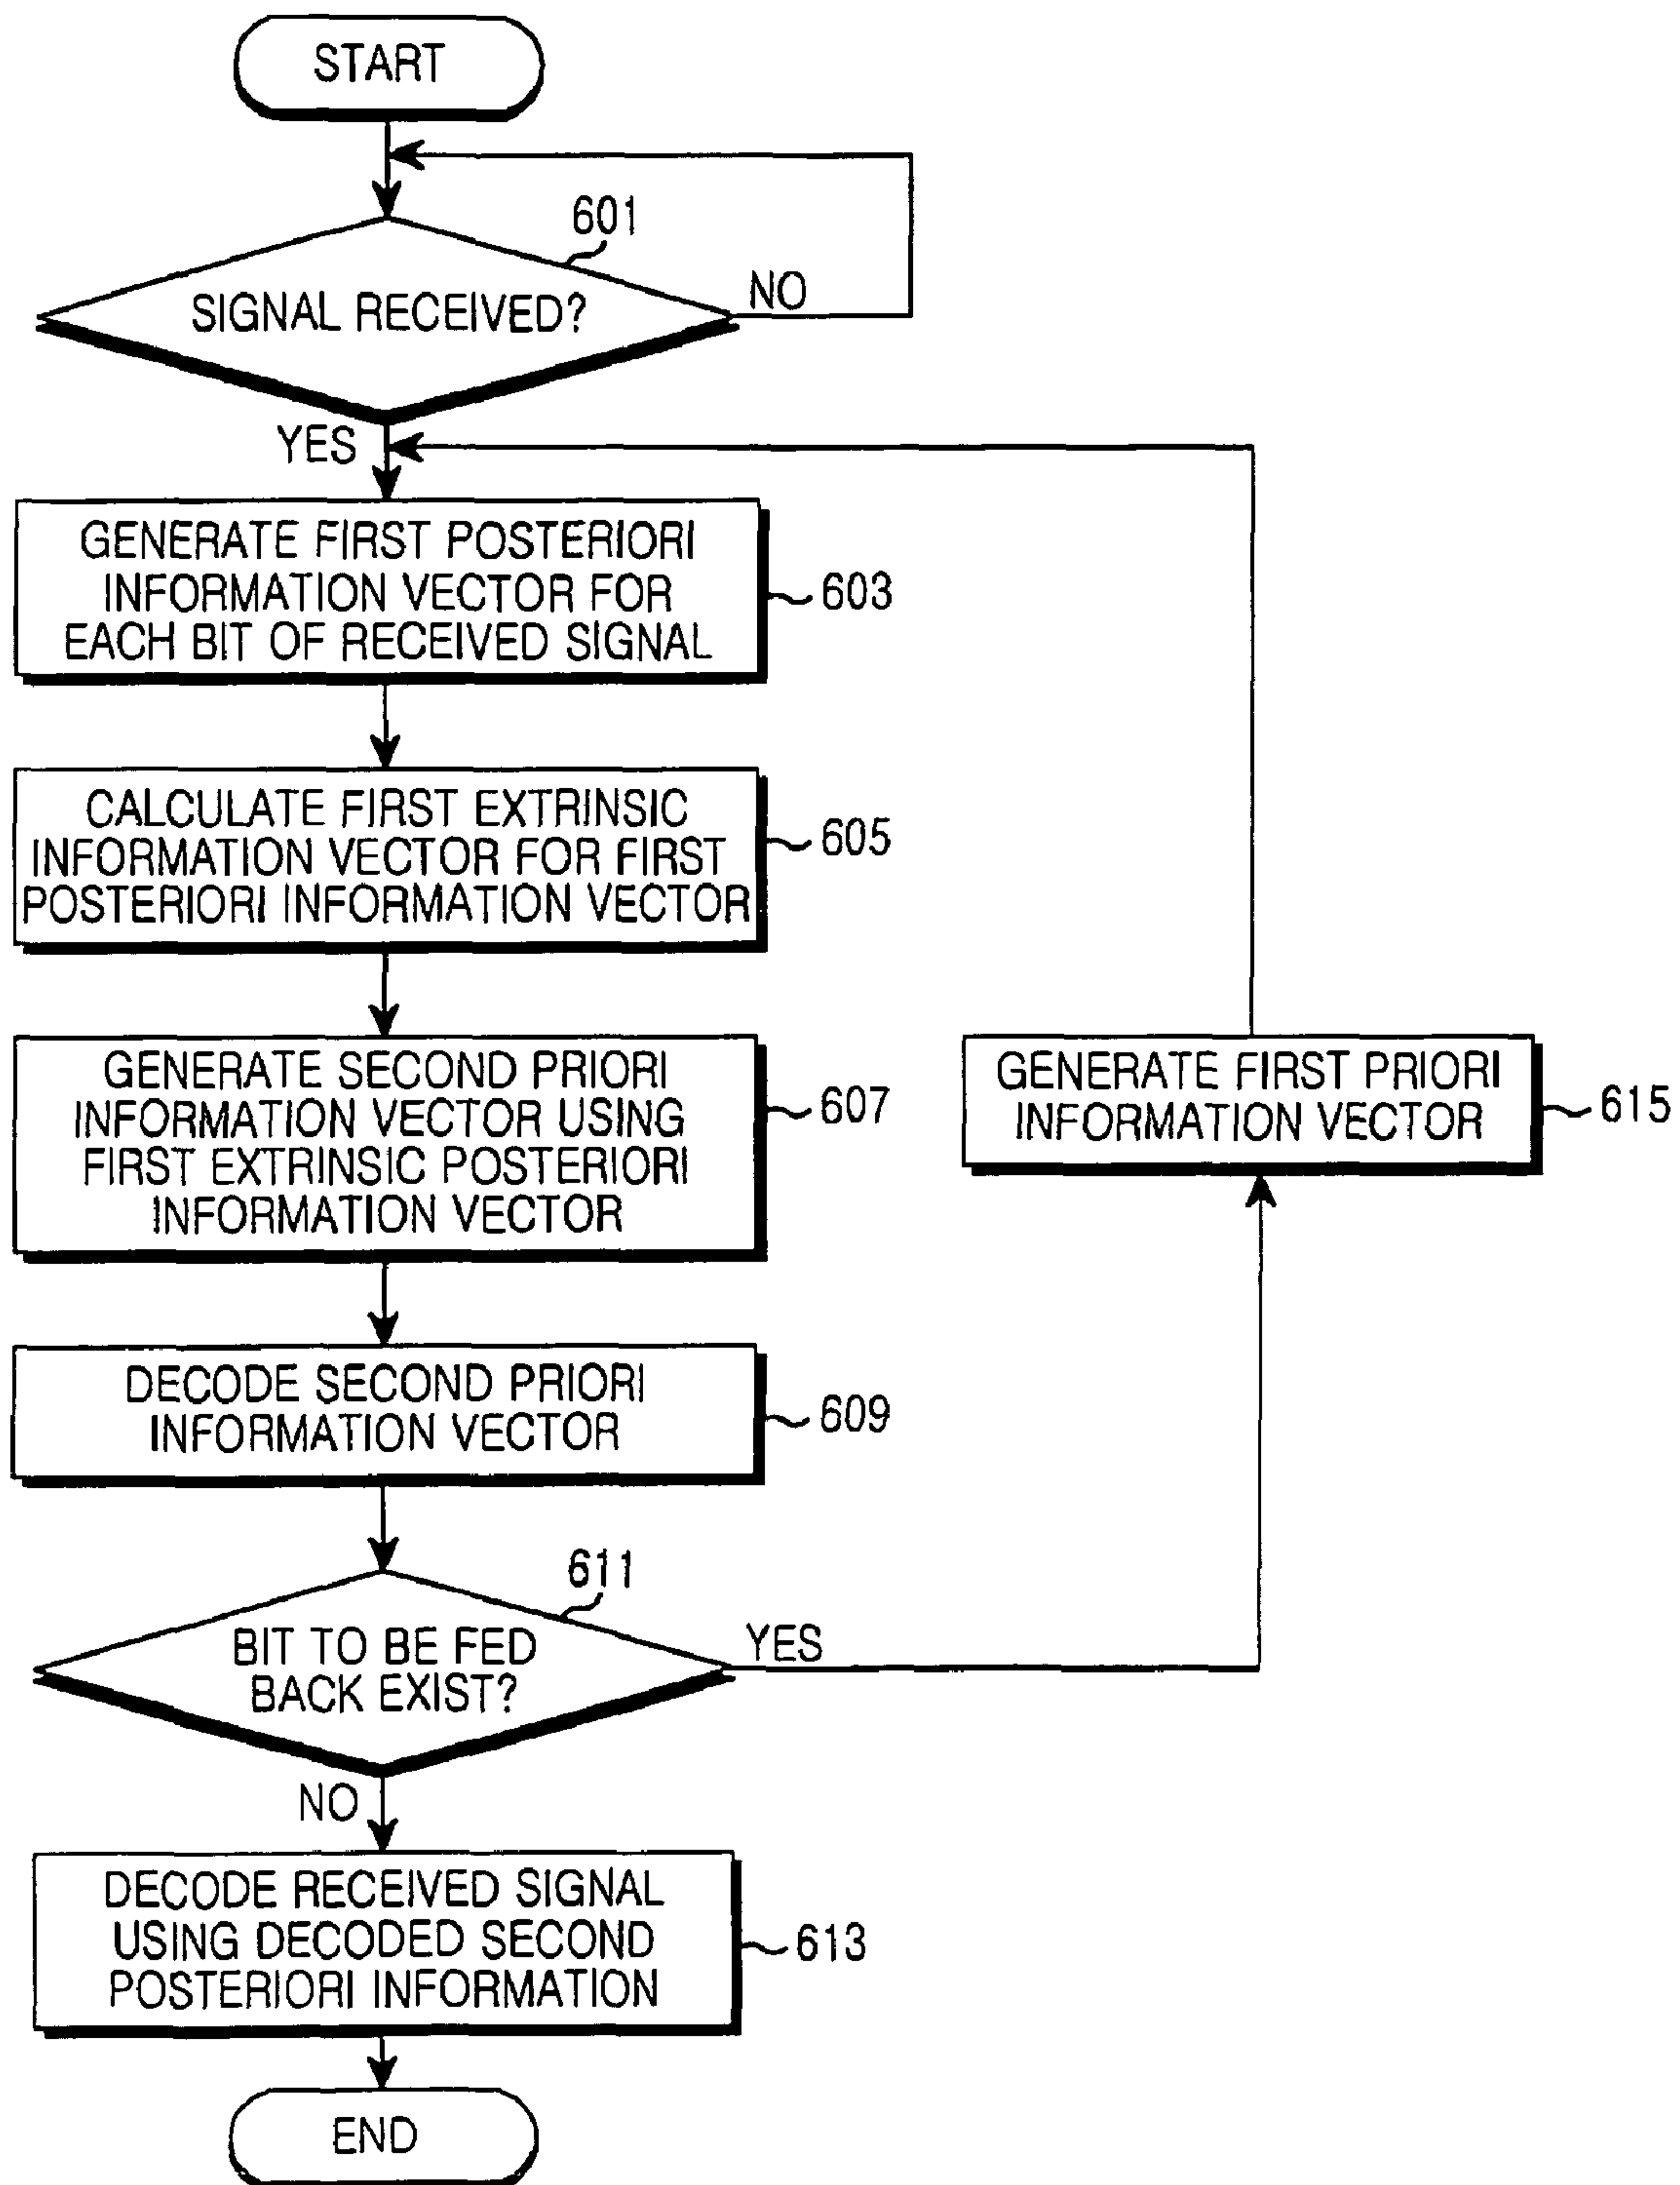 START
601
SIGNAL RECEIVED?
NO
YES
GENERATE FIRST POSTERIORI
INFORMATION VECTOR FOR
EACH BIT OF RECEIVED SIGNAL
603
CALCULATE FIRST EXTRINSIC
INFORMATION VECTOR FOR FIRST
POSTERIORI INFORMATION VECTOR
605
GENERATE SECOND PRIORI
INFORMATION VECTOR USING
FIRST EXTRINSIC POSTERIORI
INFORMATION VECTOR
607
GENERATE FIRST PRIORI
INFORMATION VECTOR
615
DECODE SECOND PRIORI
INFORMATION VECTOR
609
611
BIT TO BE FED
BACK EXIST?
YES
NO
DECODE RECEIVED SIGNAL
USING DECODED SECOND
POSTERIORI INFORMATION
613
END